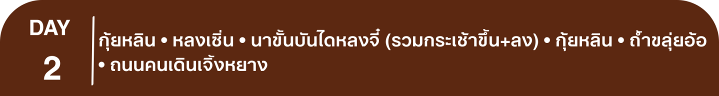 DAY
2
กุ้ยหลิน • หลงเซิ่น • นาขั้นบันไดหลงจี๋ (รวมกระเช้าขึ้น+ลง) • กุ้ยหลิน • ถ้ำขลุ่ยอ้อ
• ถนนคนเดินเจิ้งหยาง